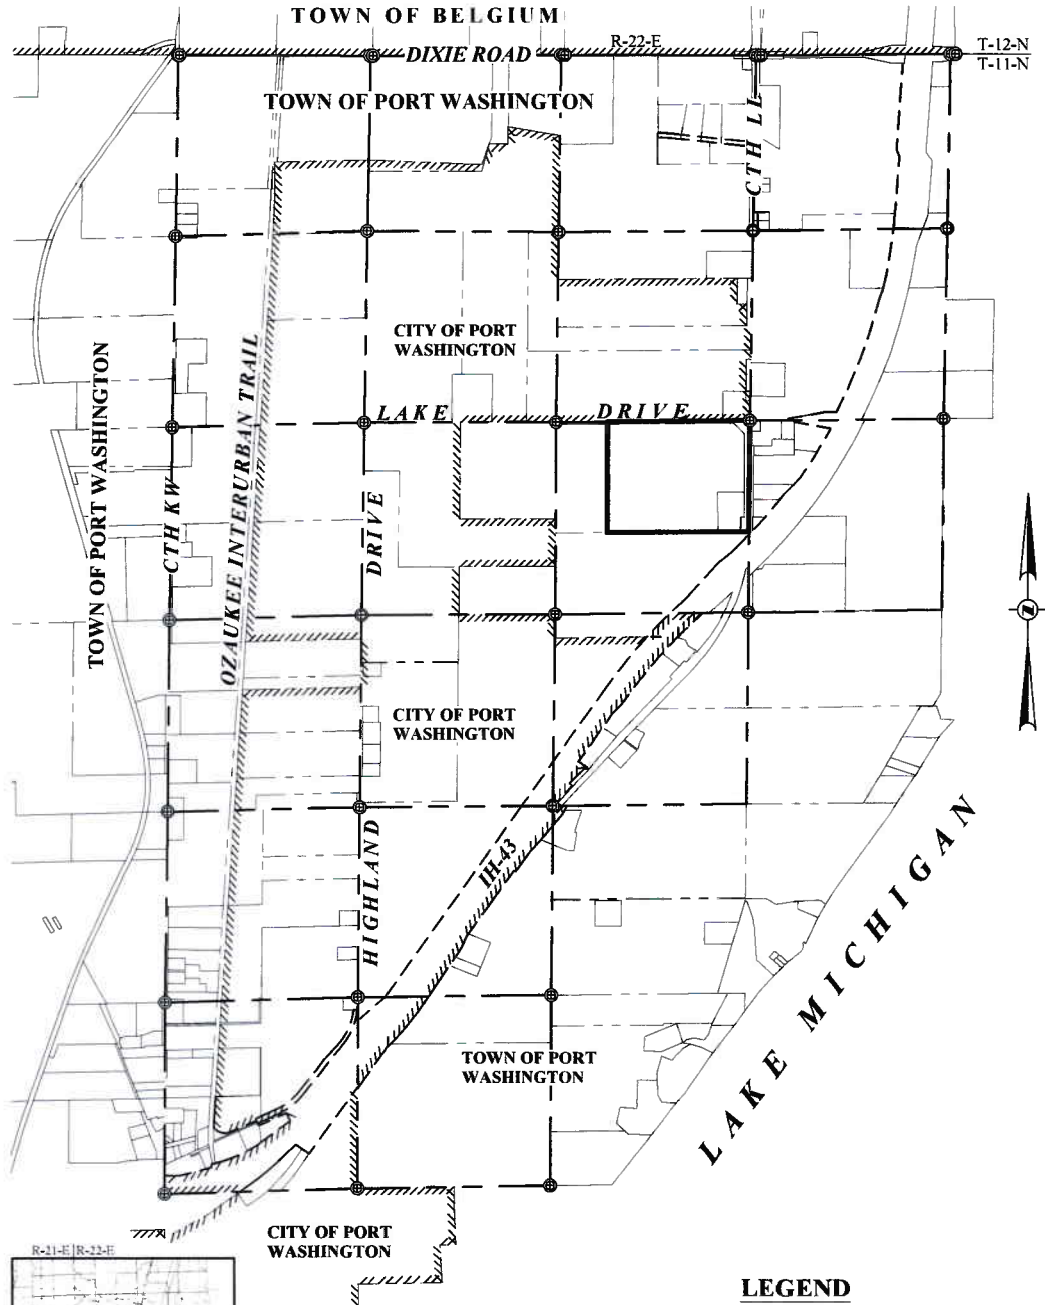 TOWN OF BELGIUM
DIXIE ROAD
R-22-E
T-12-N
T-11-N
TOWN OF PORT WASHINGTON
CTH LL
CITY OF PORT
WASHINGTON
LAKE DRIVE
TOWN OF PORT WASHINGTON
CTH KW
OZAUKEE INTERURBAN TRAIL
HIGHLAND DRIVE
CITY OF PORT
WASHINGTON
IH-43
LAKE MICHIGAN
TOWN OF PORT
WASHINGTON
CITY OF PORT
WASHINGTON
R-21-E R-22-E
LEGEND